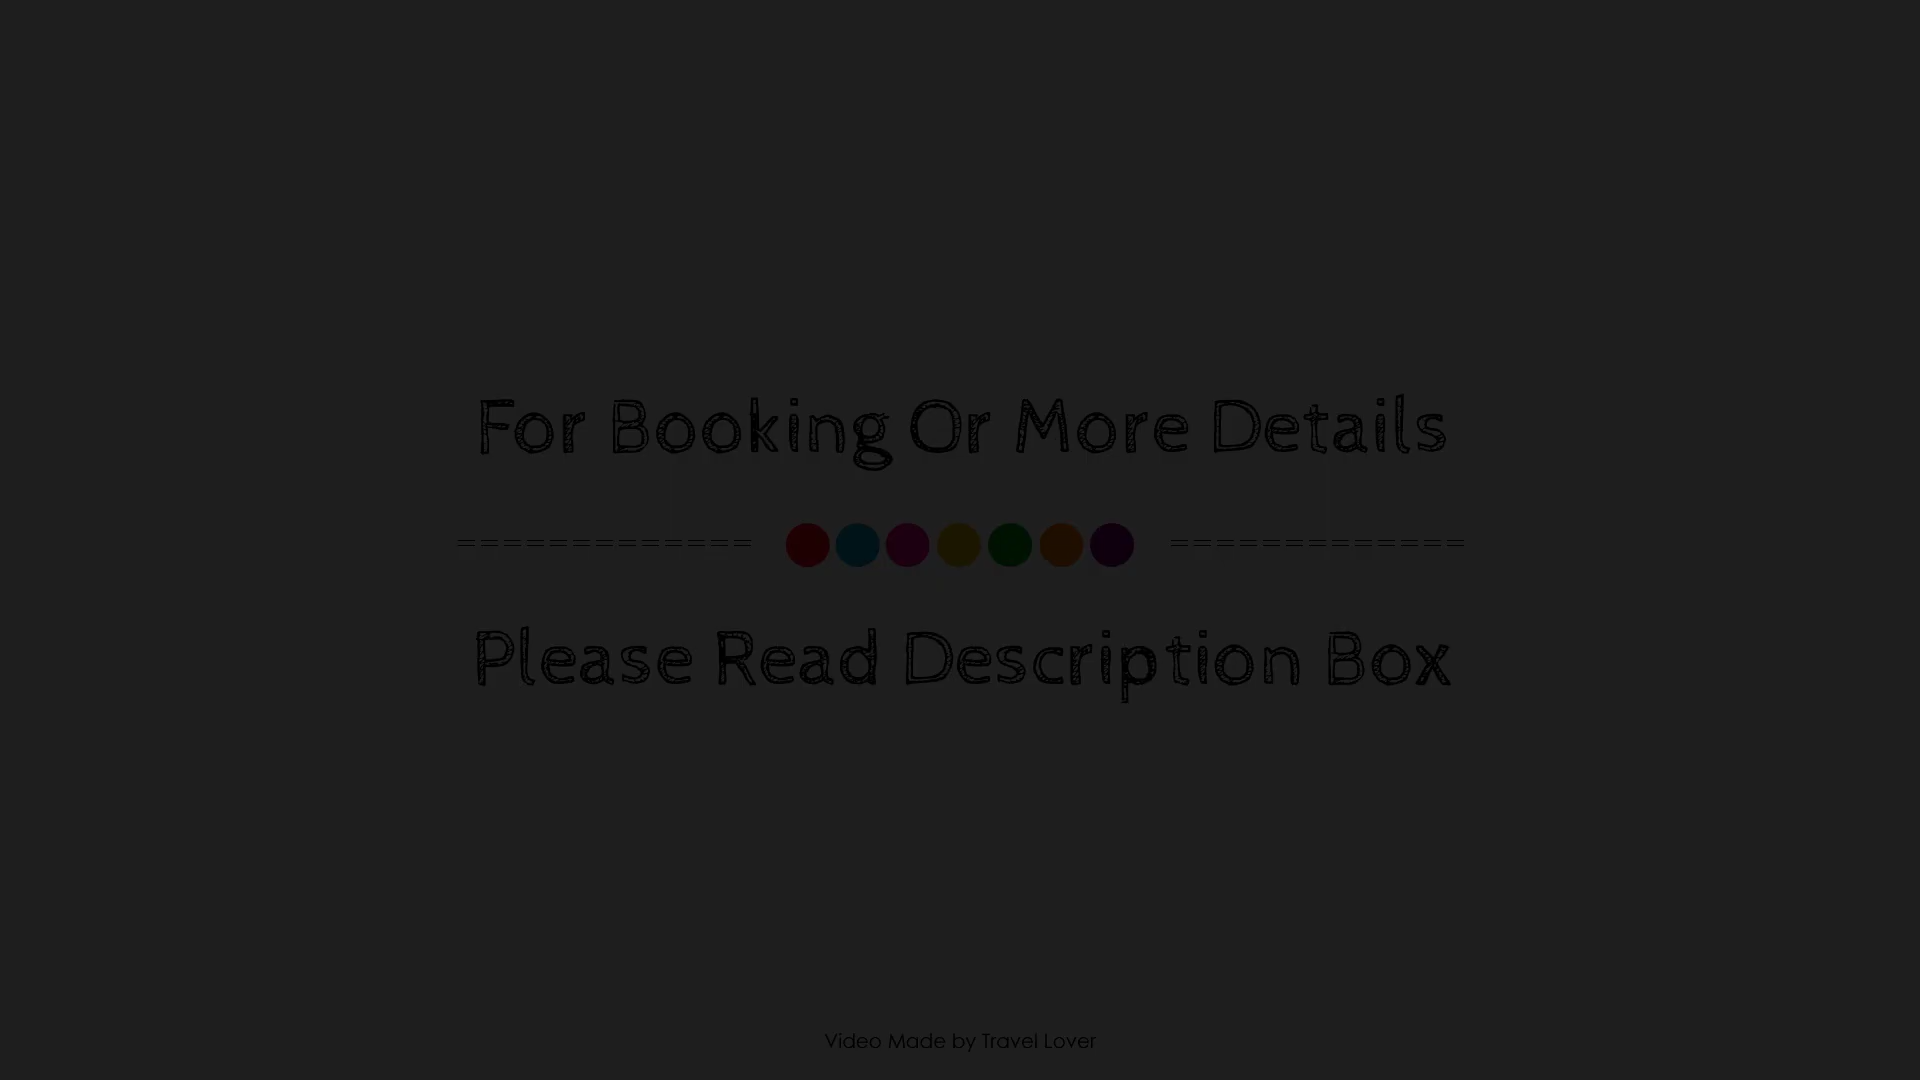 For Booking Or More Details
============= =============
Please Read Description Box
Video Made by Travel Lover